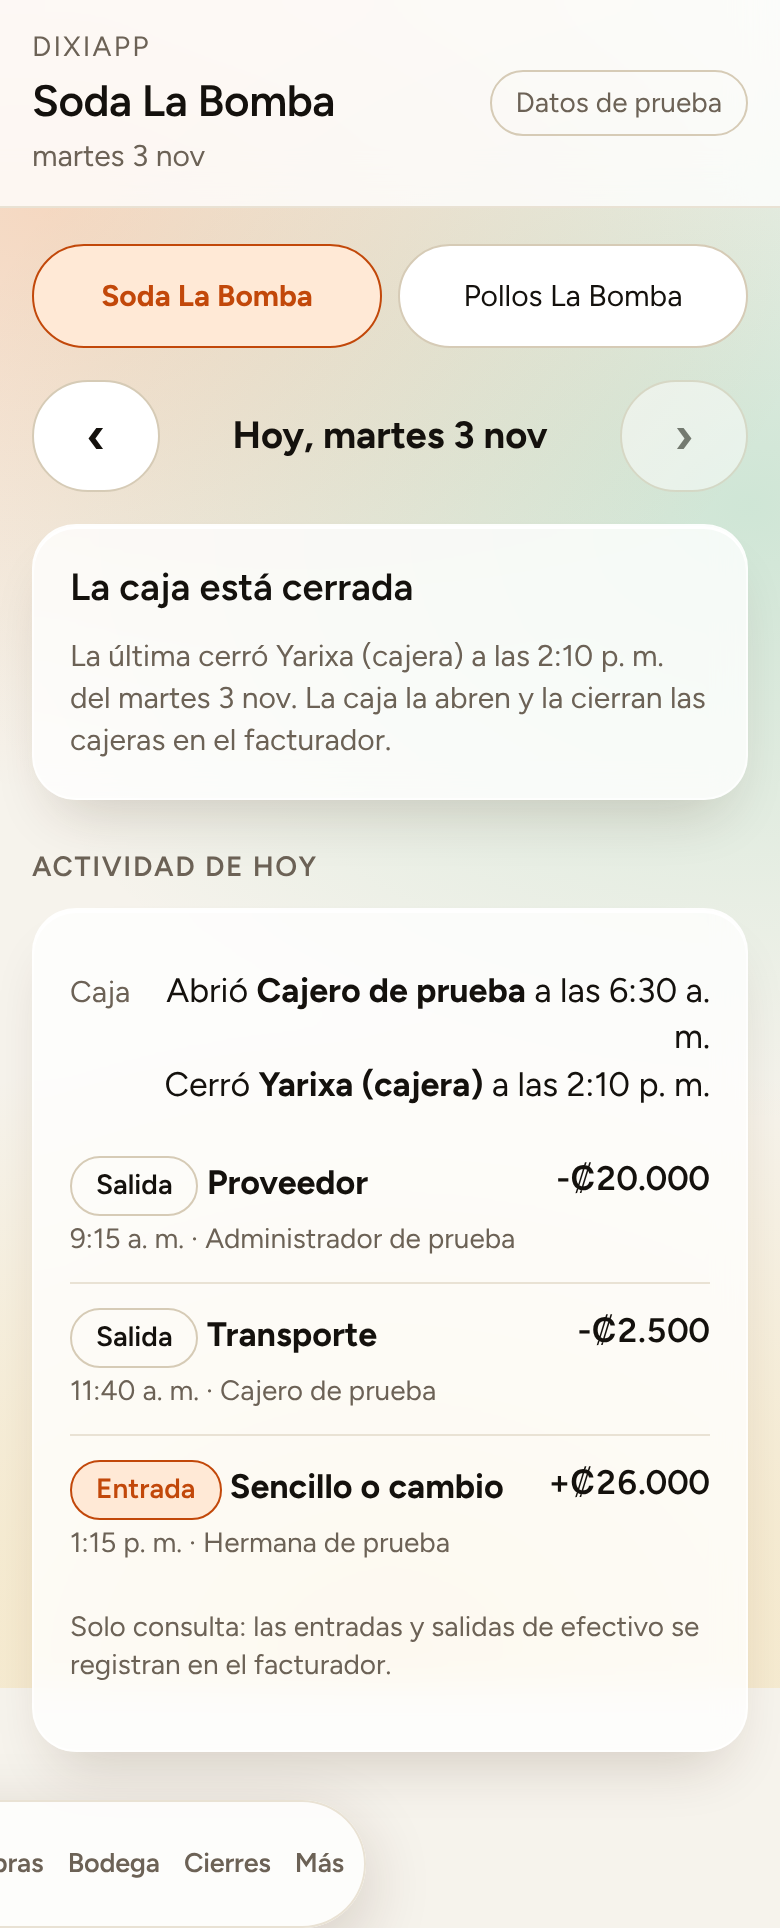 DIXIAPP
Soda La Bomba
Datos de prueba
martes 3 nov
Soda La Bomba
Pollos La Bomba
‹
Hoy, martes 3 nov
›
La caja está cerrada
La última cerró Yarixa (cajera) a las 2:10 p. m.
del martes 3 nov. La caja la abren y la cierran las
cajeras en el facturador.
ACTIVIDAD DE HOY
Caja
Abrió Cajero de prueba a las 6:30 a.
m.
Cerró Yarixa (cajera) a las 2:10 p. m.
Salida Proveedor -₡20.000
9:15 a. m. · Administrador de prueba
Salida Transporte -₡2.500
11:40 a. m. · Cajero de prueba
Entrada Sencillo o cambio +₡26.000
1:15 p. m. · Hermana de prueba
Solo consulta: las entradas y salidas de efectivo se
registran en el facturador.
Bodega Cierres Más